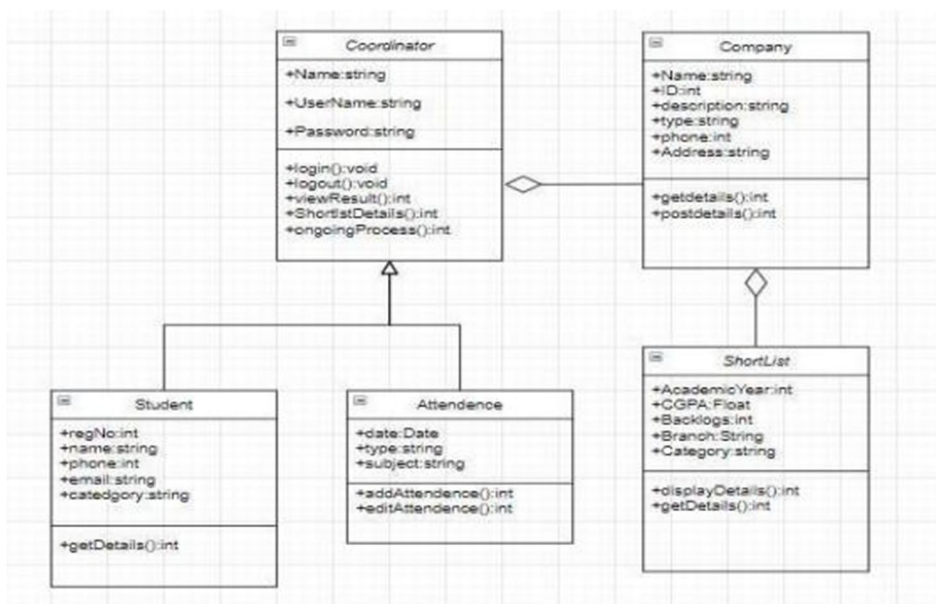 Coordinator
+Name:string
+UserName:string
+Password:string
+login():void
+logout():void
+viewResult():int
+ShortlstDetails():int
+ongoingProcess():int
Company
+Name:string
+ID:int
+description:string
+type:string
+phone:int
+Address:string
+getdetails():int
+postdetails():int
Student
+regNo:int
+name:string
+phone:int
+email:string
+catedgory:string
+getDetails():int
Attendence
+date:Date
+type:string
+subject:string
+addAttendence():int
+editAttendence():int
ShortList
+AcademicYear:int
+CGPA:Float
+Backlogs:int
+Branch:String
+Category:string
+displayDetails():int
+getDetails():int